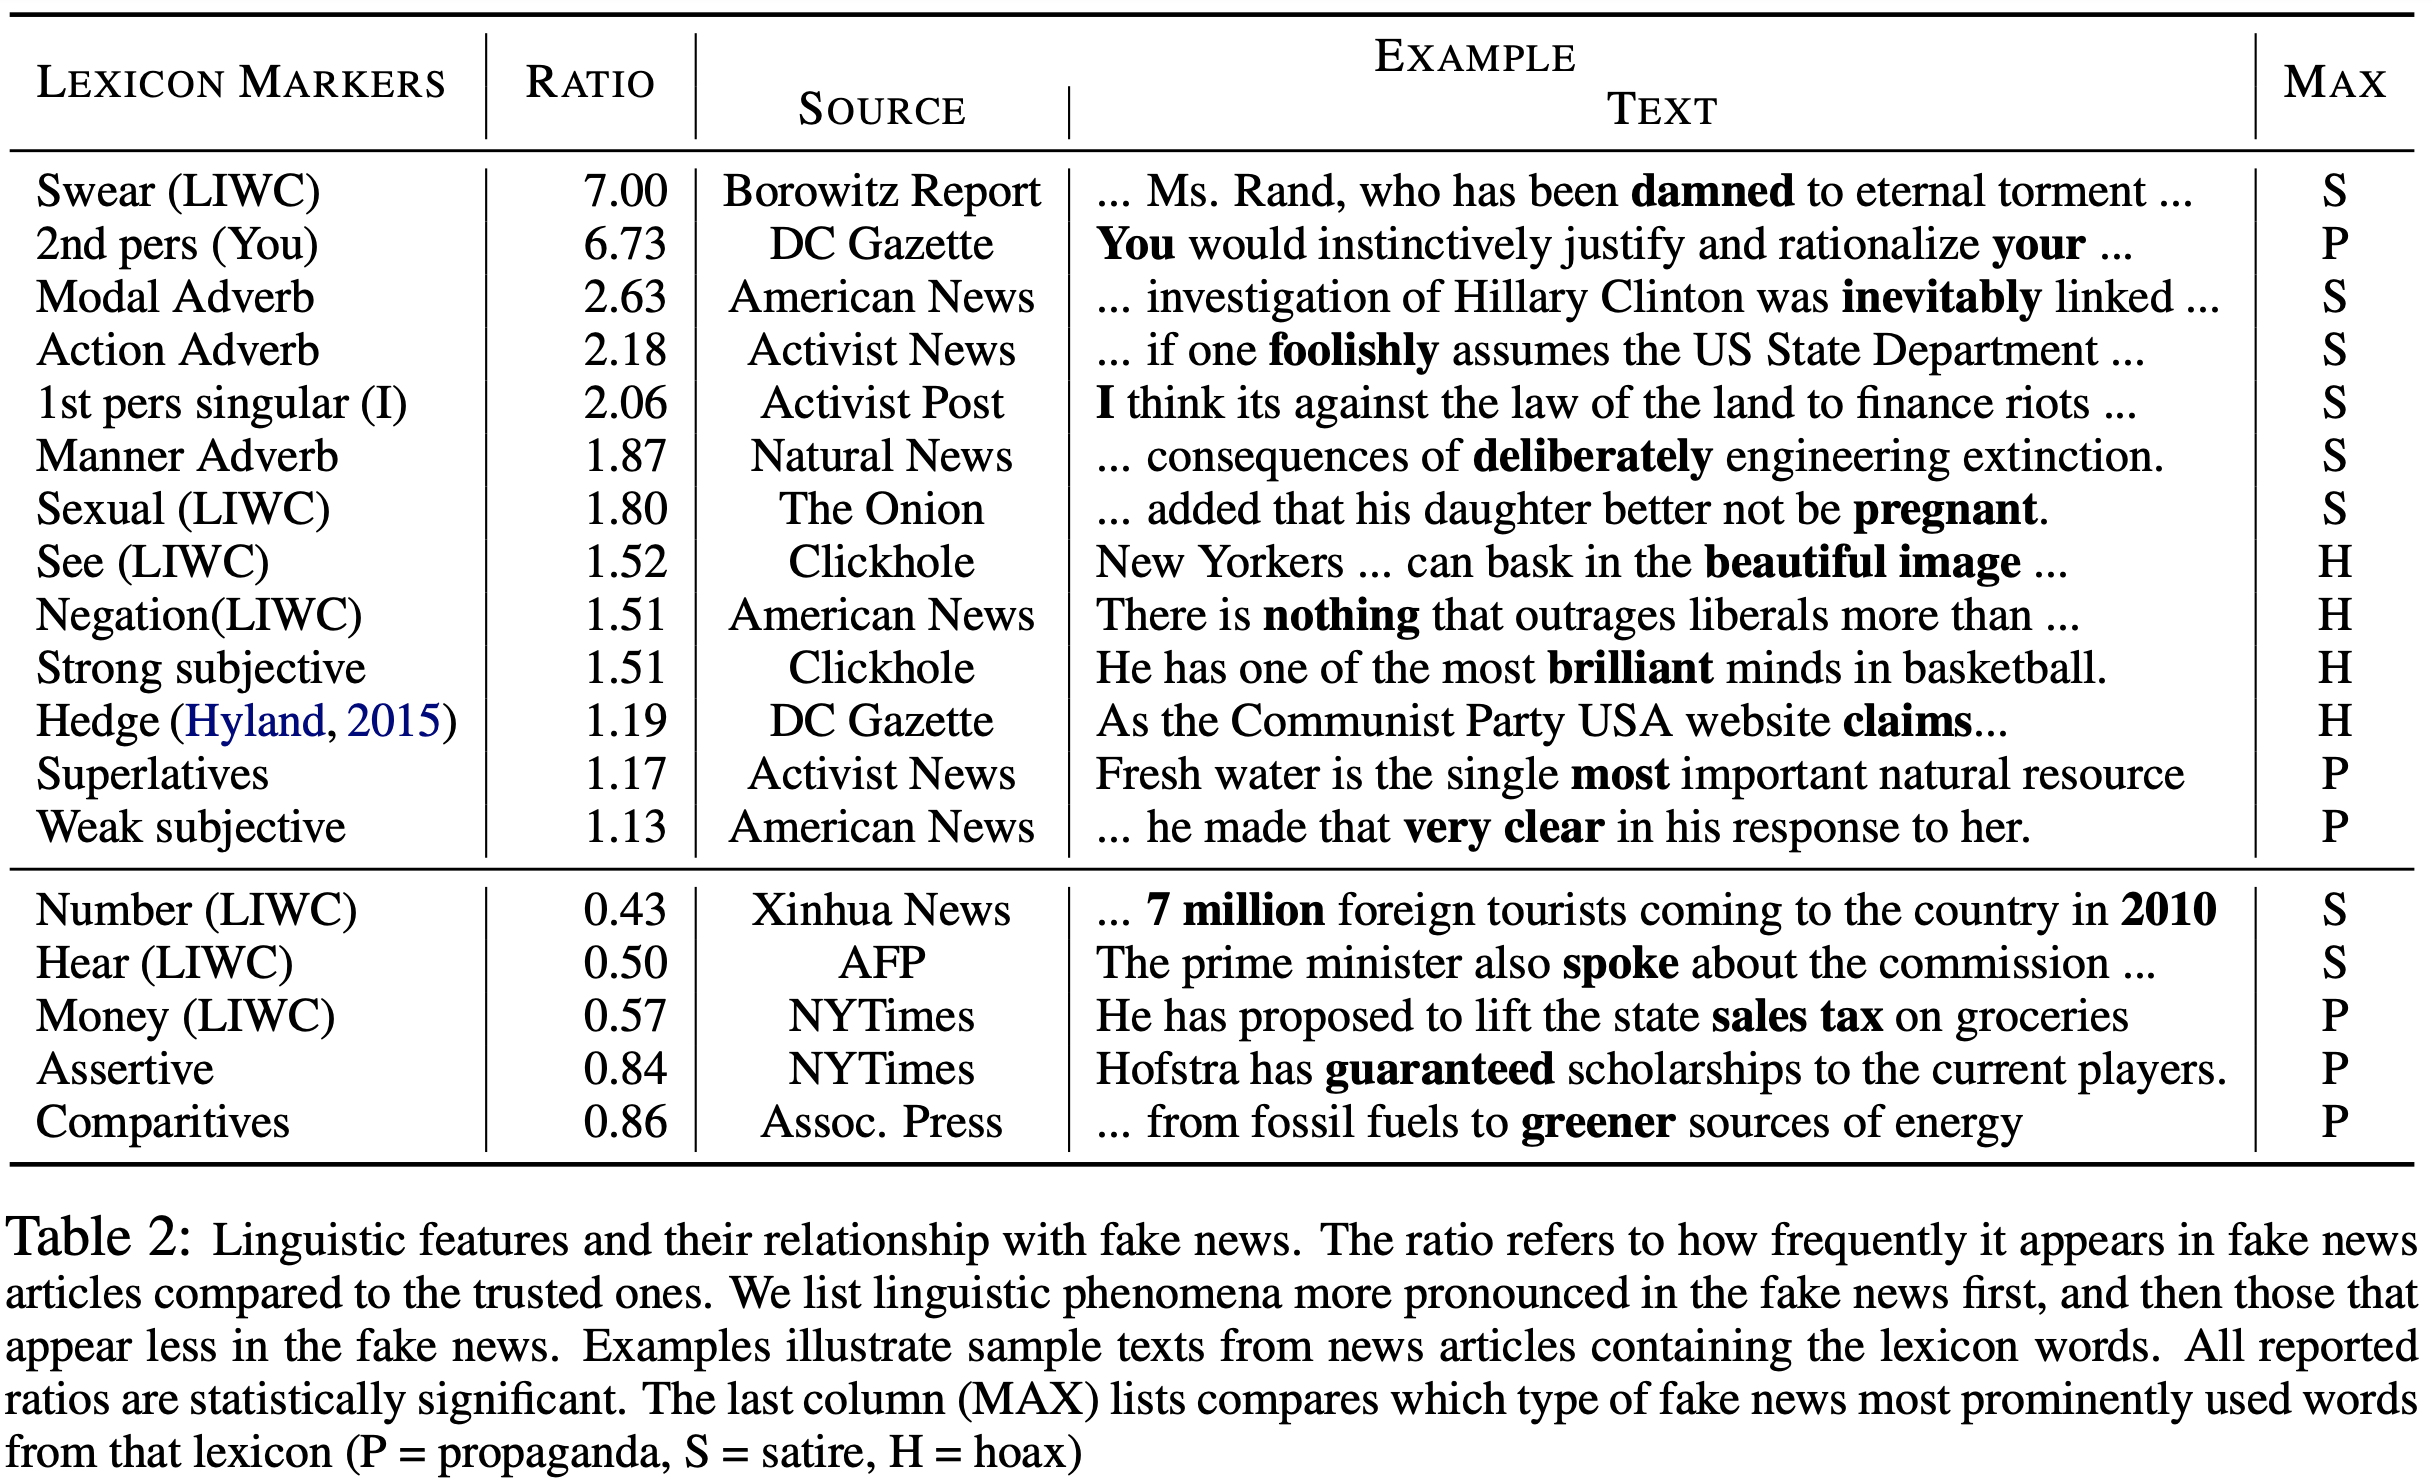 LEXICON MARKERS RATIO EXAMPLE MAX
SOURCE TEXT
Swear (LIWC) 7.00 Borowitz Report ... Ms. Rand, who has been damned to eternal torment ... S
2nd pers (You) 6.73 DC Gazette You would instinctively justify and rationalize your ... P
Modal Adverb 2.63 American News ... investigation of Hillary Clinton was inevitably linked ... S
Action Adverb 2.18 Activist News ... if one foolishly assumes the US State Department ... S
1st pers singular (I) 2.06 Activist Post I think its against the law of the land to finance riots ... S
Manner Adverb 1.87 Natural News ... consequences of deliberately engineering extinction. S
Sexual (LIWC) 1.80 The Onion ... added that his daughter better not be pregnant. S
See (LIWC) 1.52 Clickhole New Yorkers ... can bask in the beautiful image ... H
Negation(LIWC) 1.51 American News There is nothing that outrages liberals more than ... H
Strong subjective 1.51 Clickhole He has one of the most brilliant minds in basketball. H
Hedge (Hyland, 2015) 1.19 DC Gazette As the Communist Party USA website claims... H
Superlatives 1.17 Activist News Fresh water is the single most important natural resource P
Weak subjective 1.13 American News ... he made that very clear in his response to her. P
Number (LIWC) 0.43 Xinhua News ... 7 million foreign tourists coming to the country in 2010 S
Hear (LIWC) 0.50 AFP The prime minister also spoke about the commission ... S
Money (LIWC) 0.57 NYTimes He has proposed to lift the state sales tax on groceries P
Assertive 0.84 NYTimes Hofstra has guaranteed scholarships to the current players. P
Comparitives 0.86 Assoc. Press ... from fossil fuels to greener sources of energy P
Table 2: Linguistic features and their relationship with fake news. The ratio refers to how frequently it appears in fake news
articles compared to the trusted ones. We list linguistic phenomena more pronounced in the fake news first, and then those that
appear less in the fake news. Examples illustrate sample texts from news articles containing the lexicon words. All reported
ratios are statistically significant. The last column (MAX) lists compares which type of fake news most prominently used words
from that lexicon (P = propaganda, S = satire, H = hoax)